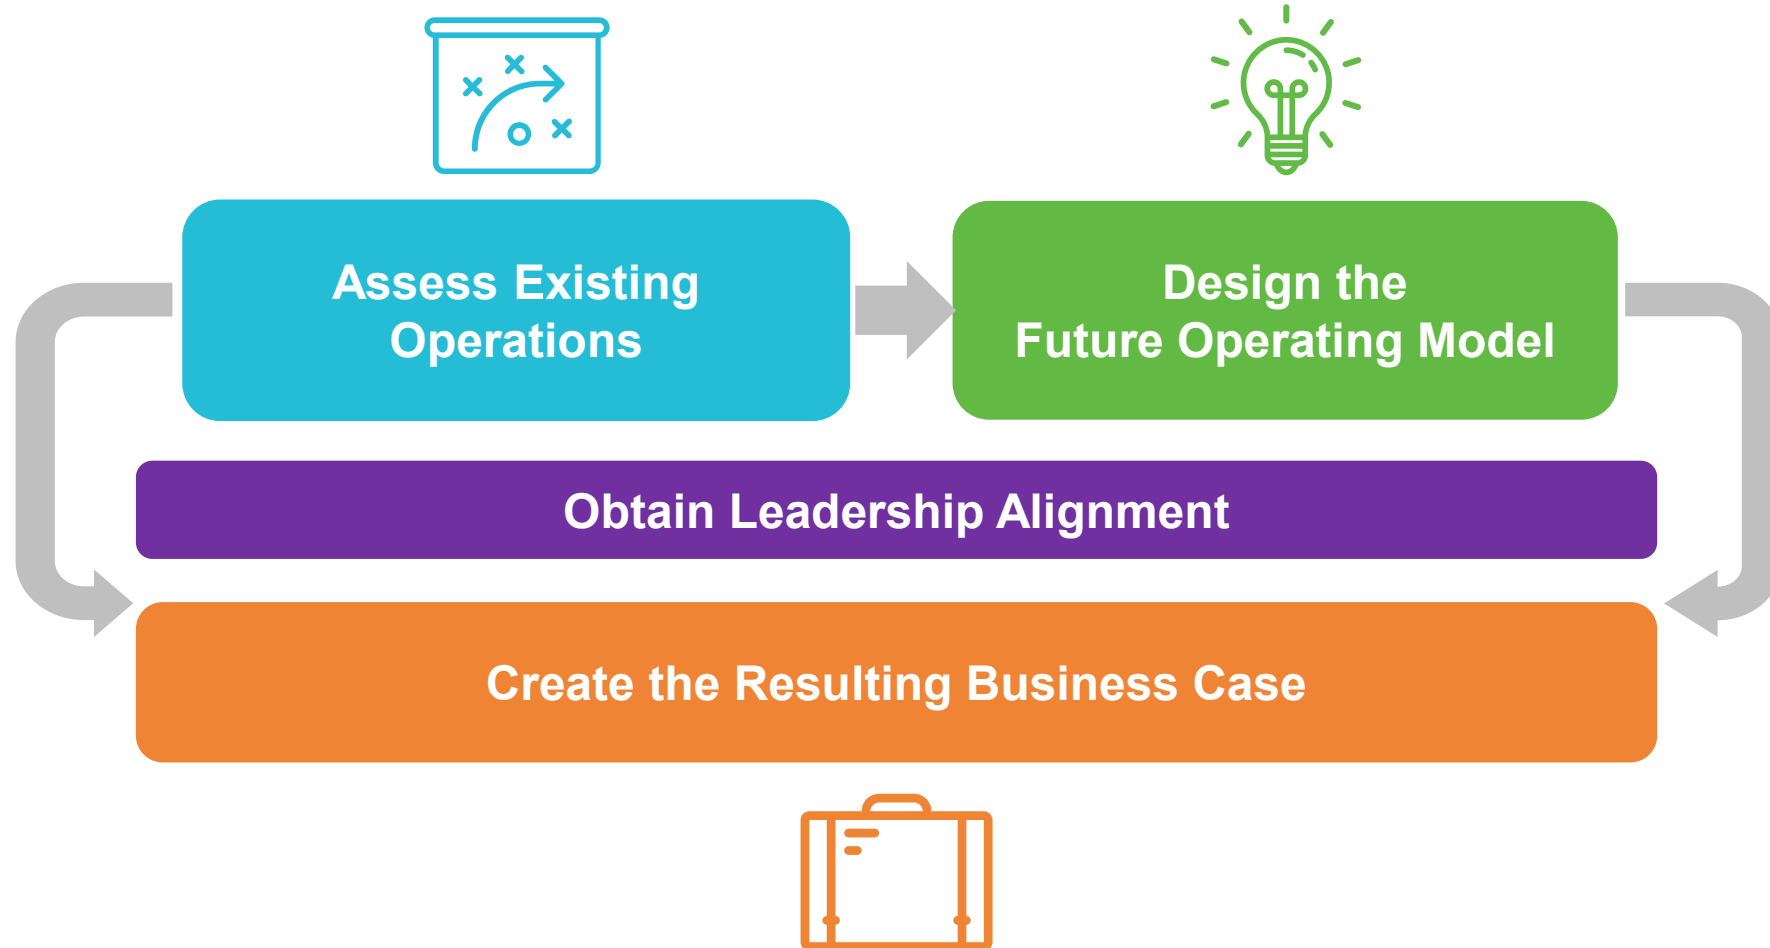 Assess Existing
Operations
Design the
Future Operating Model
Obtain Leadership Alignment
Create the Resulting Business Case